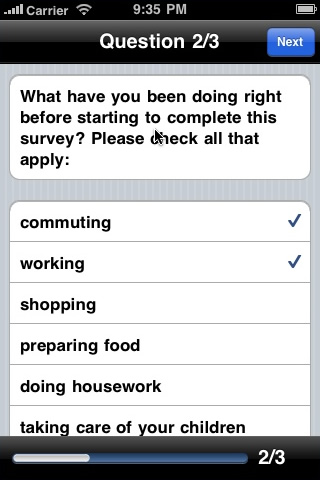 Carrier 9:35 PM
Question 2/3 Next
What have you been doing right
before starting to complete this
survey? Please check all that
apply:
commuting
working
shopping
preparing food
doing housework
taking care of your children
2/3